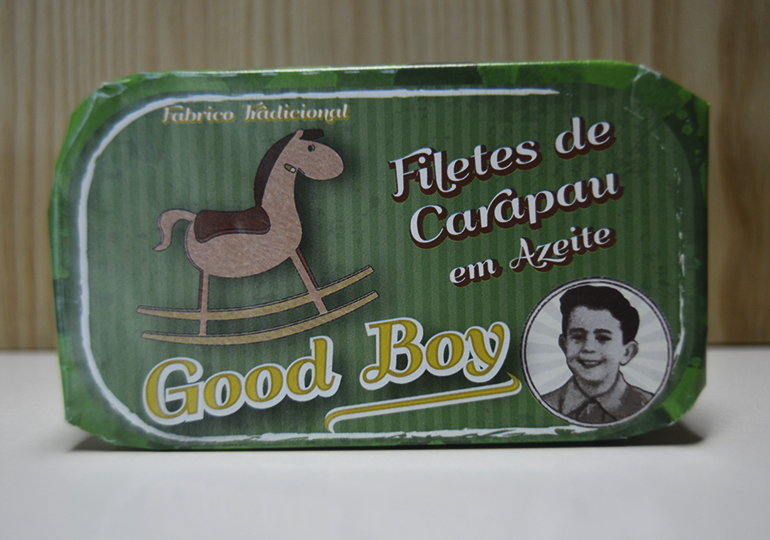 Fabrico Tradicional
Filetes de
Carapau
em Azeite
Good Boy